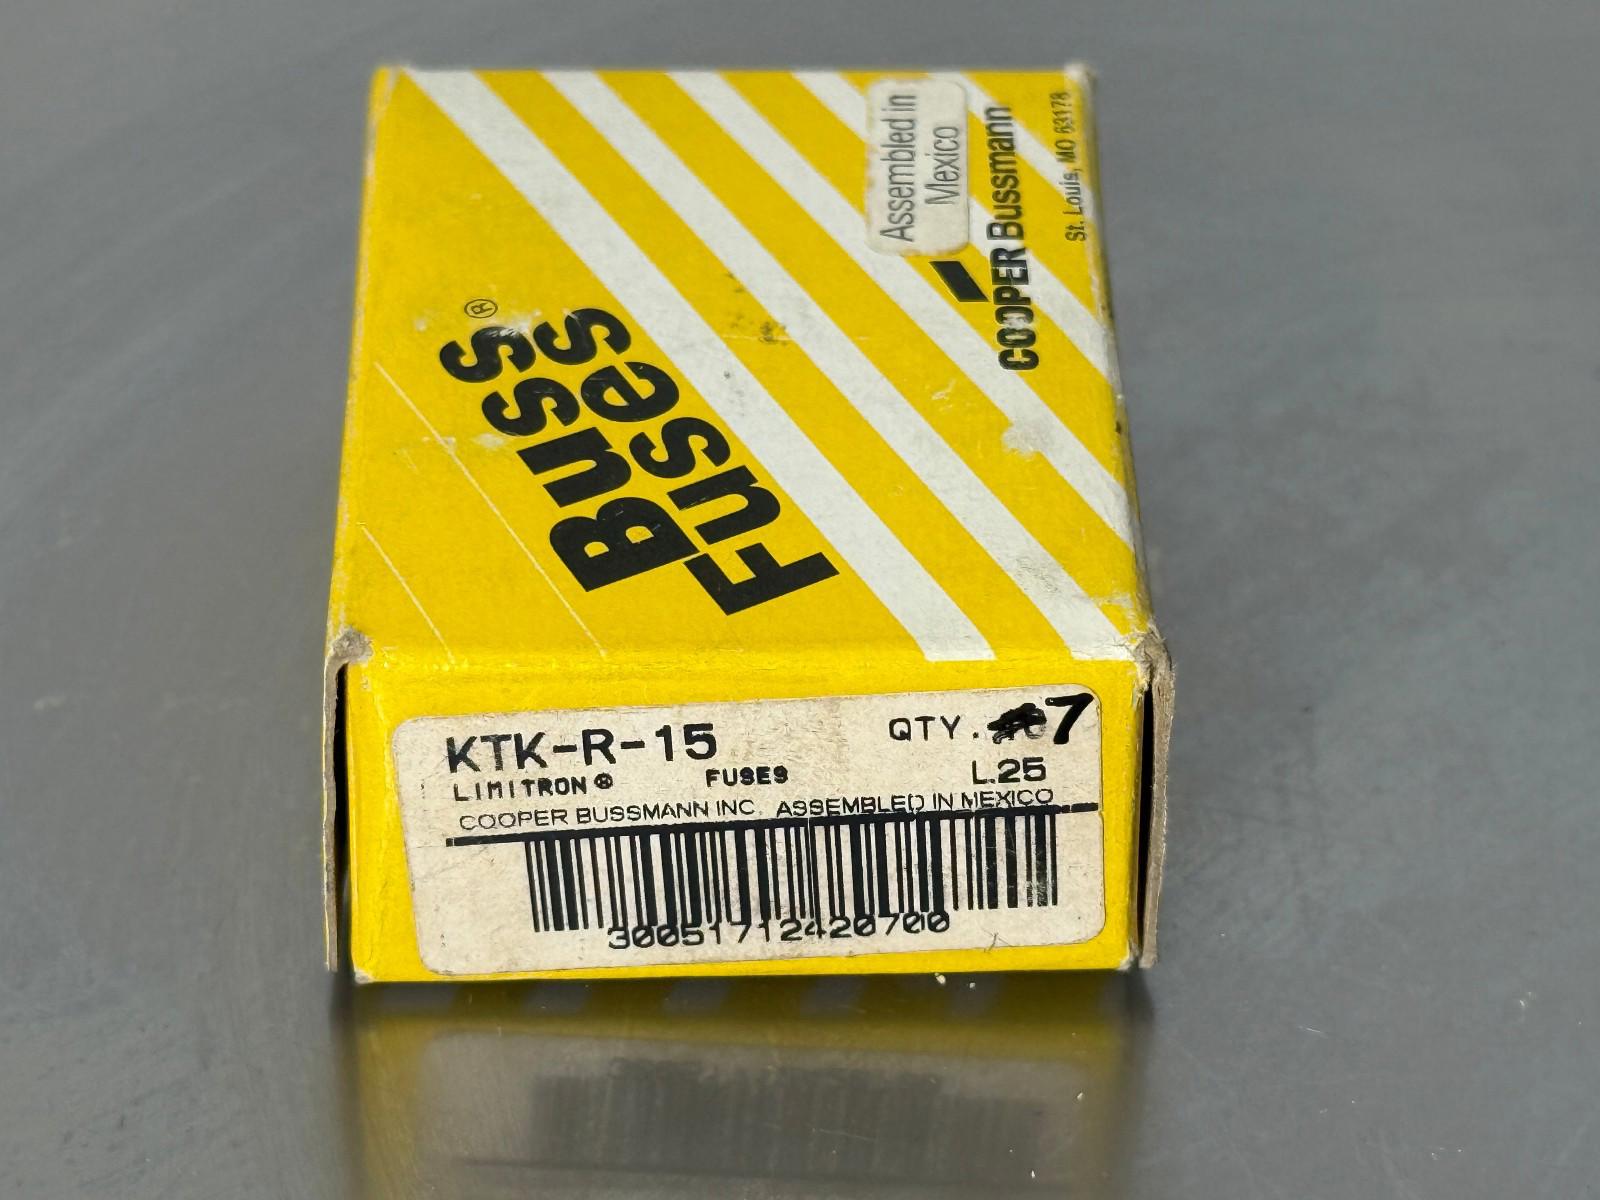 Buss®
Fuses
Assembled in
Mexico
COOPER Bussmann
St. Louis, MO 63178
KTK-R-15
QTY. 7
LIMITRON® FUSES L.25
COOPER BUSSMANN INC. ASSEMBLED IN MEXICO
30051712420700